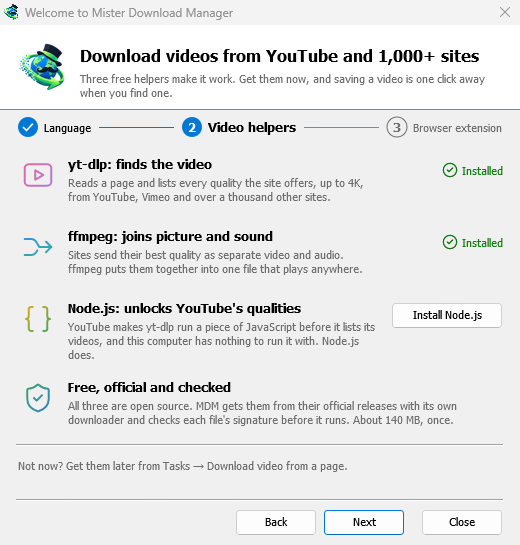 Welcome to Mister Download Manager
Download videos from YouTube and 1,000+ sites
Three free helpers make it work. Get them now, and saving a video is one click away
when you find one.
Language
2 Video helpers
3 Browser extension
yt-dlp: finds the video
Reads a page and lists every quality the site offers, up to 4K,
from YouTube, Vimeo and over a thousand other sites.
Installed
ffmpeg: joins picture and sound
Sites send their best quality as separate video and audio.
ffmpeg puts them together into one file that plays anywhere.
Installed
Node.js: unlocks YouTube's qualities
YouTube makes yt-dlp run a piece of JavaScript before it lists its
videos, and this computer has nothing to run it with. Node.js
does.
Install Node.js
Free, official and checked
All three are open source. MDM gets them from their official releases with its own
downloader and checks each file's signature before it runs. About 140 MB, once.
Not now? Get them later from Tasks → Download video from a page.
Back
Next
Close